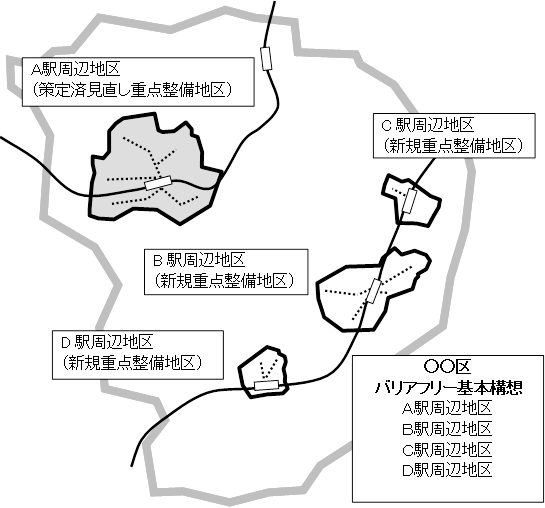 A駅周辺地区
（策定済見直し重点整備地区）
C駅周辺地区
（新規重点整備地区）
B駅周辺地区
（新規重点整備地区）
D駅周辺地区
（新規重点整備地区）
〇〇区
バリアフリー基本構想
A駅周辺地区
B駅周辺地区
C駅周辺地区
D駅周辺地区